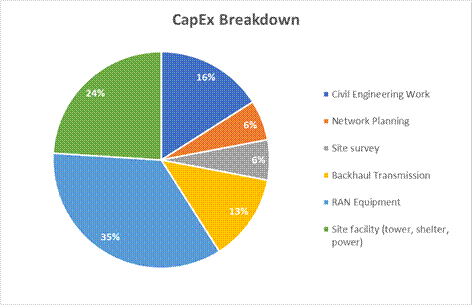 CapEx Breakdown
16%
6%
6%
13%
35%
24%
Civil Engineering Work
Network Planning
Site survey
Backhaul Transmission
RAN Equipment
Site facility (tower, shelter,
power)